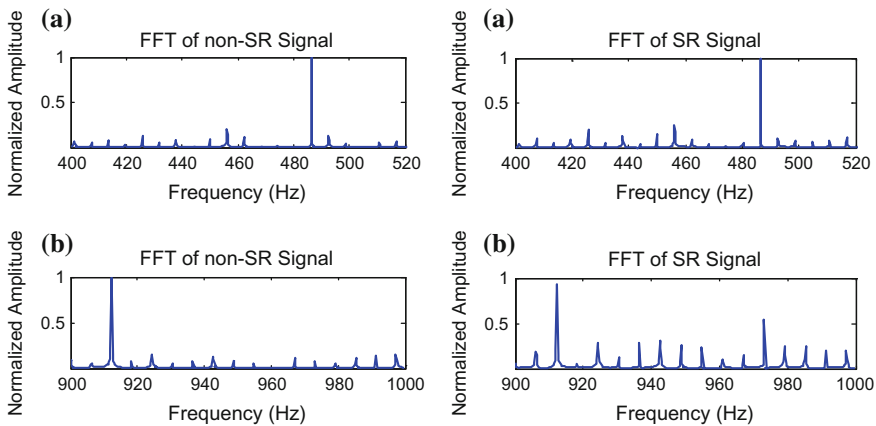 (a)
FFT of non-SR Signal
Normalized Amplitude
1
0.5
400 420 440 460 480 500 520
Frequency (Hz)
(a)
FFT of SR Signal
Normalized Amplitude
1
0.5
400 420 440 460 480 500 520
Frequency (Hz)
(b)
FFT of non-SR Signal
Normalized Amplitude
1
0.5
900 920 940 960 980 1000
Frequency (Hz)
(b)
FFT of SR Signal
Normalized Amplitude
1
0.5
900 920 940 960 980 1000
Frequency (Hz)